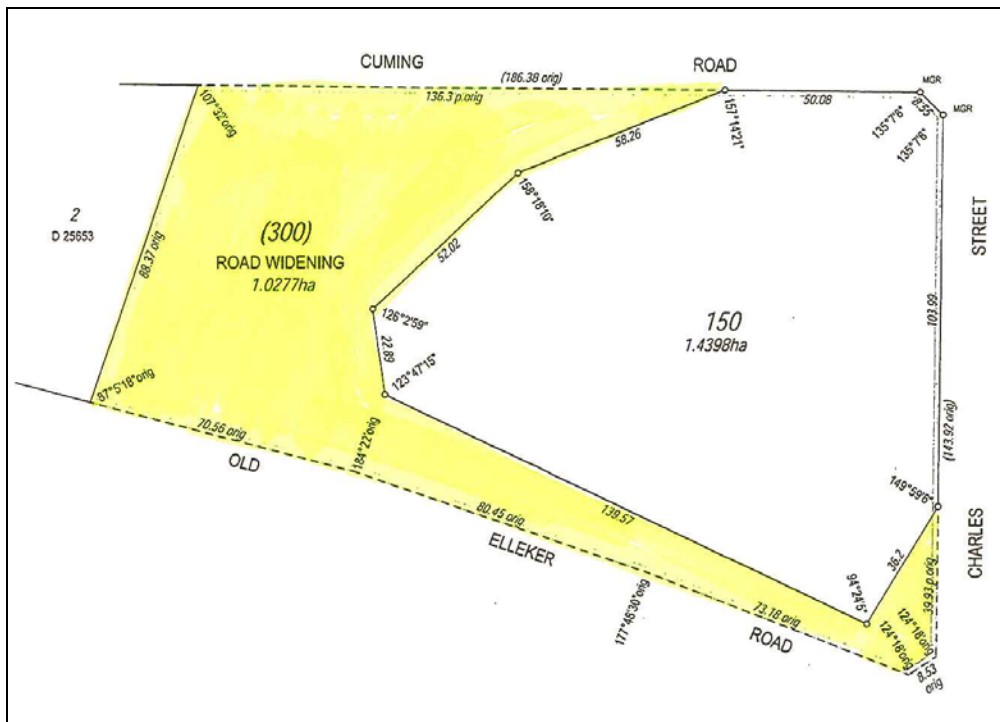 CUMING
ROAD
(186.38 orig)
136.3 p.orig
50.08
MGR
8.55
MGR
135°7'6"
135°7'6"
107°32'orig
157°14'21"
58.26
158°18'10"
2
D 25653
88.37 orig
(300)
ROAD WIDENING
1.0277ha
52.02
126°2'59"
22.89
123°47'15"
150
1.4398ha
STREET
103.99
(143.92 orig)
87°5'18"orig
70.56 orig
184°22'orig
OLD
80.45 orig
ELLEKER
139.57
149°59'6"
36.2
39.93 p.orig
CHARLES
94°24'5"
177°46'30"orig
73.18 orig
ROAD
124°18'orig
124°18'orig
8.53
orig